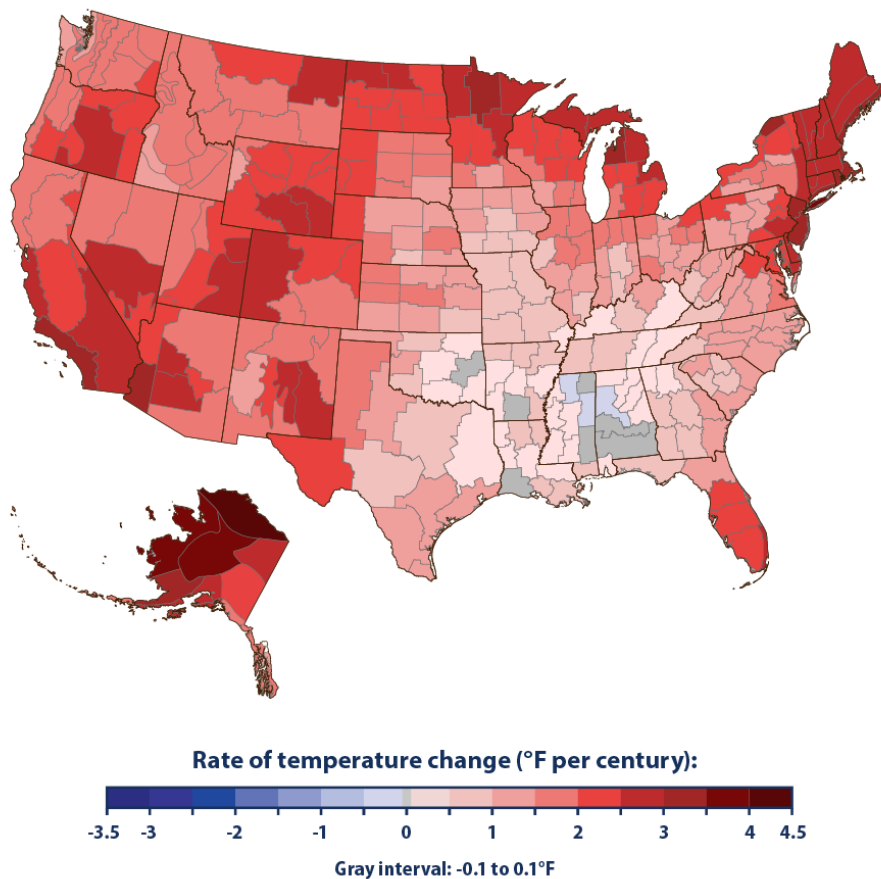 Rate of temperature change (°F per century):
-3.5 -3 -2 -1 0 1 2 3 4 4.5
Gray interval: -0.1 to 0.1°F